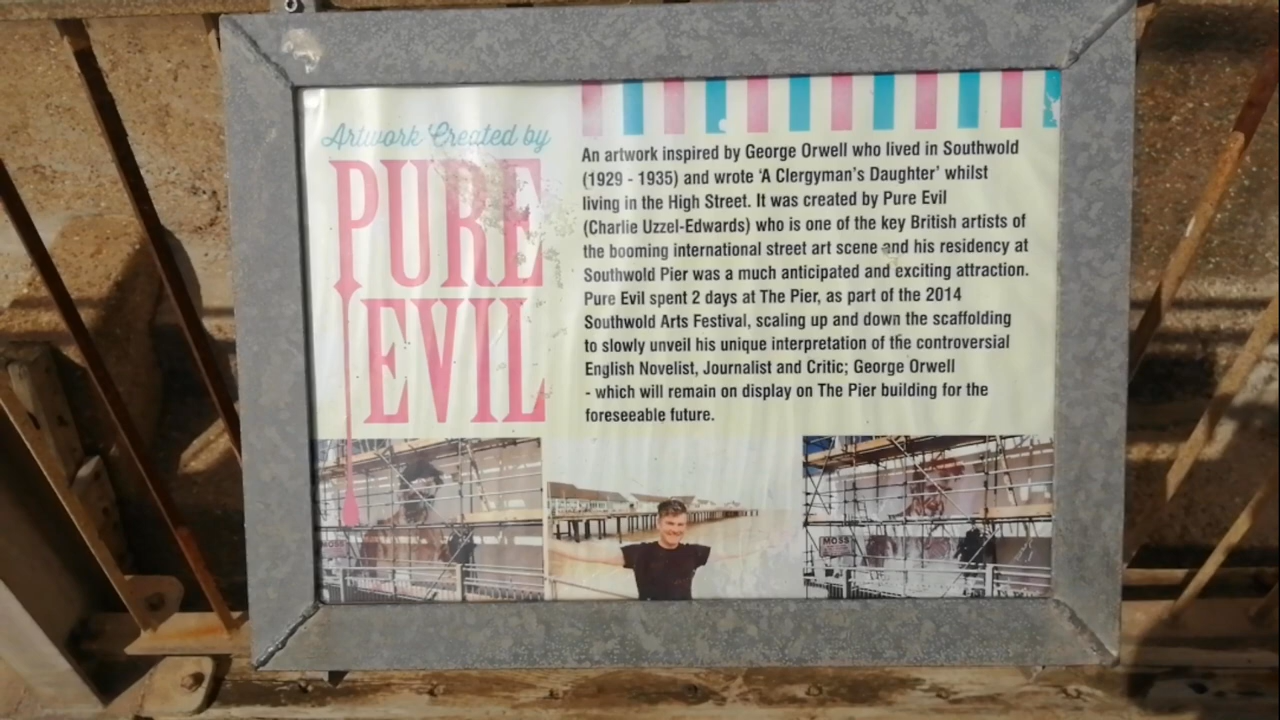 Artwork Created by
PURE
EVIL
An artwork inspired by George Orwell who lived in Southwold
(1929 - 1935) and wrote ‘A Clergyman’s Daughter’ whilst
living in the High Street. It was created by Pure Evil
(Charlie Uzzel-Edwards) who is one of the key British artists of
the booming international street art scene and his residency at
Southwold Pier was a much anticipated and exciting attraction.
Pure Evil spent 2 days at The Pier, as part of the 2014
Southwold Arts Festival, scaling up and down the scaffolding
to slowly unveil his unique interpretation of the controversial
English Novelist, Journalist and Critic; George Orwell
- which will remain on display on The Pier building for the
foreseeable future.
MOSS
MOSS